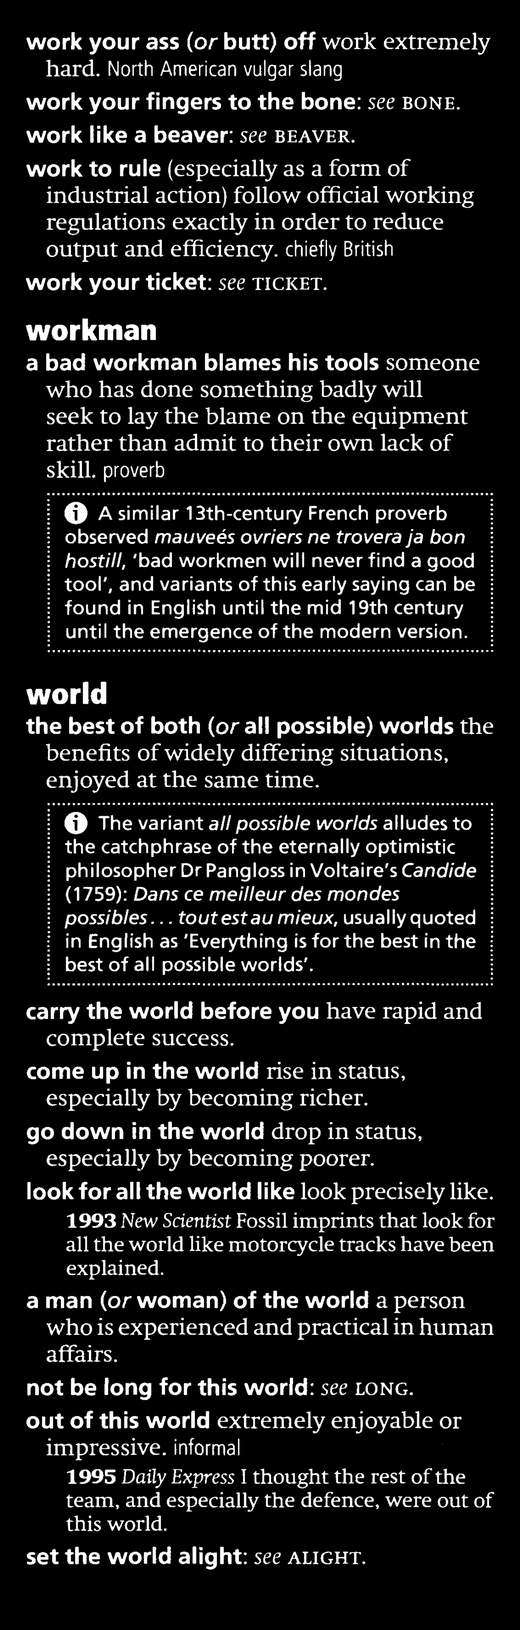 work your ass (or butt) off work extremely
hard. North American vulgar slang
work your fingers to the bone: see BONE.
work like a beaver: see BEAVER.
work to rule (especially as a form of
industrial action) follow official working
regulations exactly in order to reduce
output and efficiency. chiefly British
work your ticket: see TICKET.
workman
a bad workman blames his tools someone
who has done something badly will
seek to lay the blame on the equipment
rather than admit to their own lack of
skill. proverb
i A similar 13th-century French proverb
observed mauveés ovriers ne trovera ja bon
hostill, 'bad workmen will never find a good
tool', and variants of this early saying can be
found in English until the mid 19th century
until the emergence of the modern version.
world
the best of both (or all possible) worlds the
benefits of widely differing situations,
enjoyed at the same time.
i The variant all possible worlds alludes to
the catchphrase of the eternally optimistic
philosopher Dr Pangloss in Voltaire's Candide
(1759): Dans ce meilleur des mondes
possibles... tout est au mieux, usually quoted
in English as 'Everything is for the best in the
best of all possible worlds'.
carry the world before you have rapid and
complete success.
come up in the world rise in status,
especially by becoming richer.
go down in the world drop in status,
especially by becoming poorer.
look for all the world like look precisely like.
1993 New Scientist Fossil imprints that look for
all the world like motorcycle tracks have been
explained.
a man (or woman) of the world a person
who is experienced and practical in human
affairs.
not be long for this world: see LONG.
out of this world extremely enjoyable or
impressive. informal
1995 Daily Express I thought the rest of the
team, and especially the defence, were out of
this world.
set the world alight: see ALIGHT.